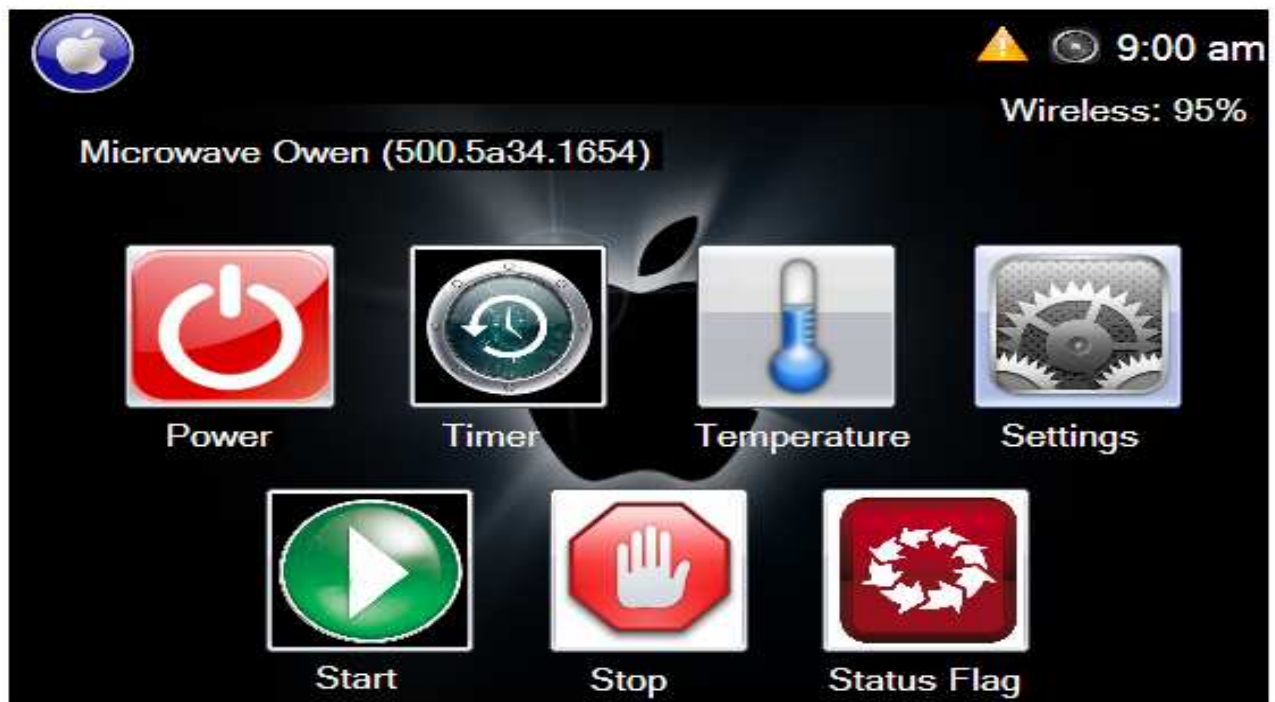 9:00 am
Wireless: 95%
Microwave Owen (500.5a34.1654)
Power Timer Temperature Settings
Start Stop Status Flag